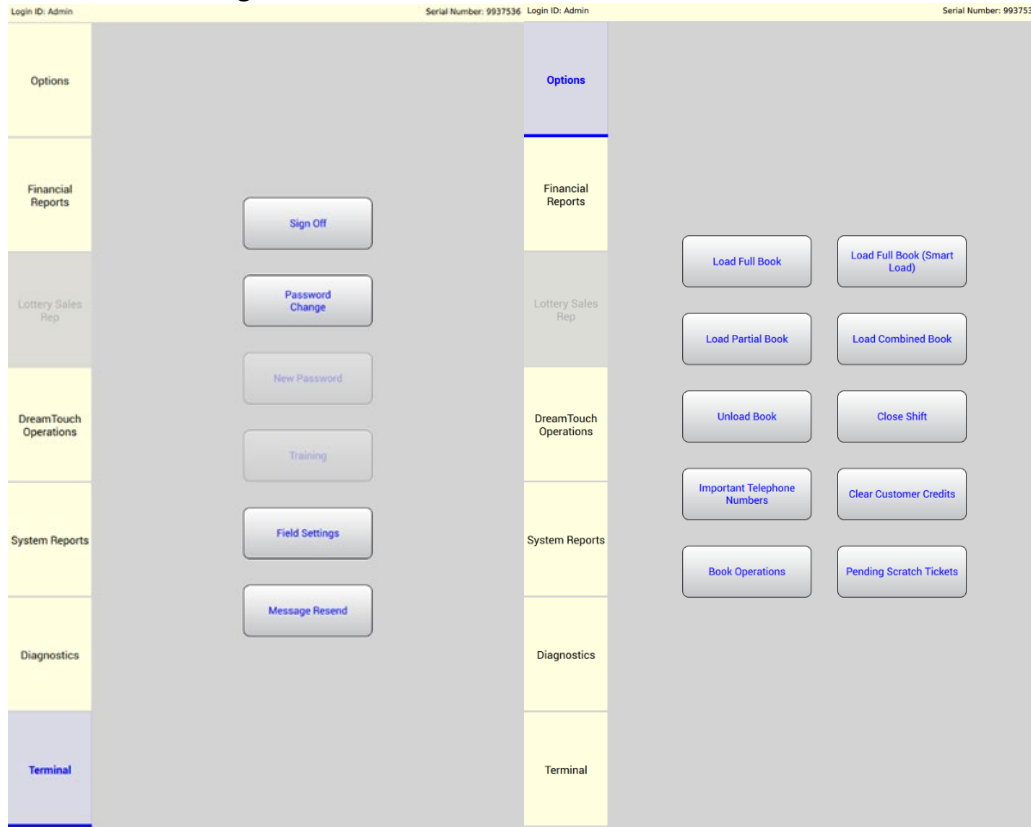 Login ID: Admin
Serial Number: 9937536
Options
Financial
Reports
Lottery Sales
Rep
DreamTouch
Operations
System Reports
Diagnostics
Terminal
Sign Off
Password
Change
New Password
Training
Field Settings
Message Resend
Login ID: Admin
Serial Number: 993753
Options
Financial
Reports
Lottery Sales
Rep
DreamTouch
Operations
System Reports
Diagnostics
Terminal
Load Full Book
Load Full Book (Smart
Load)
Load Partial Book
Load Combined Book
Unload Book
Close Shift
Important Telephone
Numbers
Clear Customer Credits
Book Operations
Pending Scratch Tickets